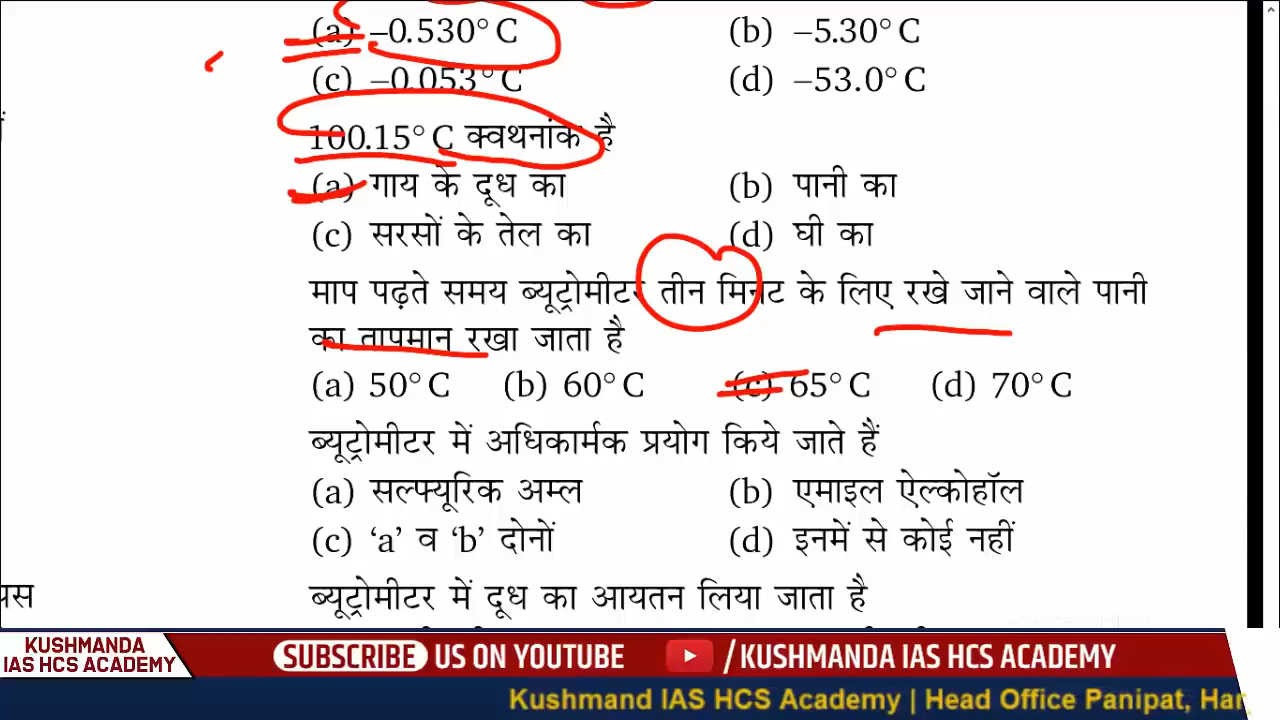 (a) –0.530° C (b) –5.30° C
(c) –0.053° C (d) –53.0° C
100.15° C क्वथनांक है
(a) गाय के दूध का (b) पानी का
(c) सरसों के तेल का (d) घी का
माप पढ़ते समय ब्यूट्रोमीटर तीन मिनट के लिए रखे जाने वाले पानी
का तापमान रखा जाता है
(a) 50° C (b) 60° C (c) 65° C (d) 70° C
ब्यूट्रोमीटर में अधिकार्मक प्रयोग किये जाते हैं
(a) सल्फ्यूरिक अम्ल (b) एमाइल ऐल्कोहॉल
(c) ‘a’ व ‘b’ दोनों (d) इनमें से कोई नहीं
ब्यूट्रोमीटर में दूध का आयतन लिया जाता है
KUSHMANDA
IAS HCS ACADEMY
SUBSCRIBE US ON YOUTUBE /KUSHMANDA IAS HCS ACADEMY
Kushmand IAS HCS Academy | Head Office Panipat, Har